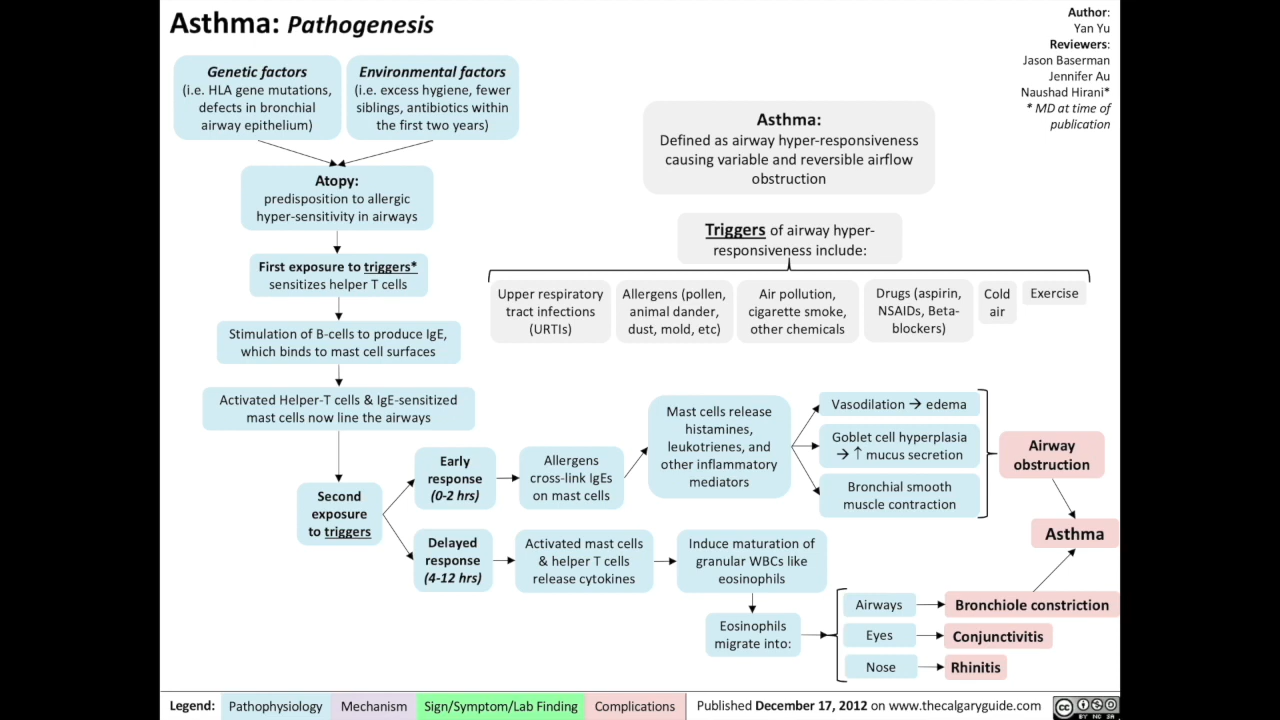 Asthma: Pathogenesis
Author:
Yan Yu
Reviewers:
Jason Baserman
Jennifer Au
Naushad Hirani*
* MD at time of
publication
Genetic factors
(i.e. HLA gene mutations,
defects in bronchial
airway epithelium)
Environmental factors
(i.e. excess hygiene, fewer
siblings, antibiotics within
the first two years)
Atopy:
predisposition to allergic
hyper-sensitivity in airways
First exposure to triggers*
sensitizes helper T cells
Stimulation of B-cells to produce IgE,
which binds to mast cell surfaces
Activated Helper-T cells & IgE-sensitized
mast cells now line the airways
Second
exposure
to triggers
Asthma:
Defined as airway hyper-responsiveness
causing variable and reversible airflow
obstruction
Triggers of airway hyper-
responsiveness include:
Upper respiratory
tract infections
(URTIs)
Allergens (pollen,
animal dander,
dust, mold, etc)
Air pollution,
cigarette smoke,
other chemicals
Drugs (aspirin,
NSAIDs, Beta-
blockers)
Cold
air
Exercise
Early
response
(0-2 hrs)
Allergens
cross-link IgEs
on mast cells
Mast cells release
histamines,
leukotrienes, and
other inflammatory
mediators
Vasodilation → edema
Goblet cell hyperplasia
→ ↑ mucus secretion
Bronchial smooth
muscle contraction
Airway
obstruction
Asthma
Delayed
response
(4-12 hrs)
Activated mast cells
& helper T cells
release cytokines
Induce maturation of
granular WBCs like
eosinophils
Eosinophils
migrate into:
Airways
Bronchiole constriction
Eyes
Conjunctivitis
Nose
Rhinitis
Legend: Pathophysiology Mechanism Sign/Symptom/Lab Finding Complications Published December 17, 2012 on www.thecalgaryguide.com
BY NC SA